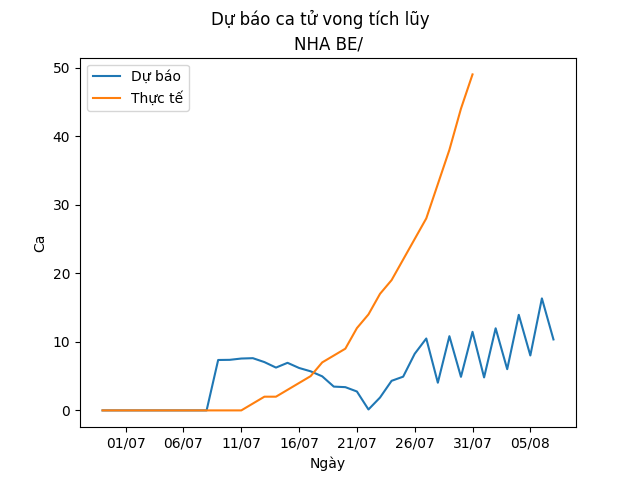 Dự báo ca tử vong tích lũy
NHA BE/
Dự báo
Thực tế
50
40
30
20
10
0
Ca
01/07 06/07 11/07 16/07 21/07 26/07 31/07 05/08
Ngày